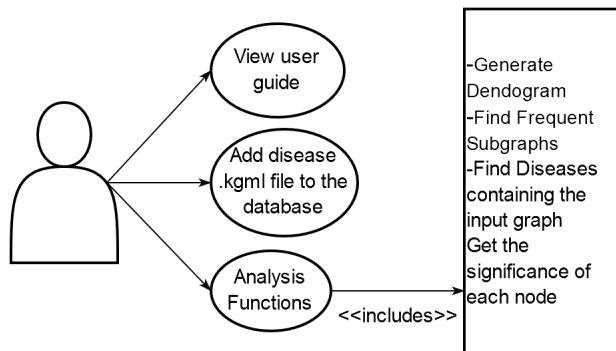 View user
guide
Add disease
.kgml file to the
database
Analysis
Functions
<<includes>>
-Generate
Dendogram
-Find Frequent
Subgraphs
-Find Diseases
containing the
input graph
Get the
significance of
each node